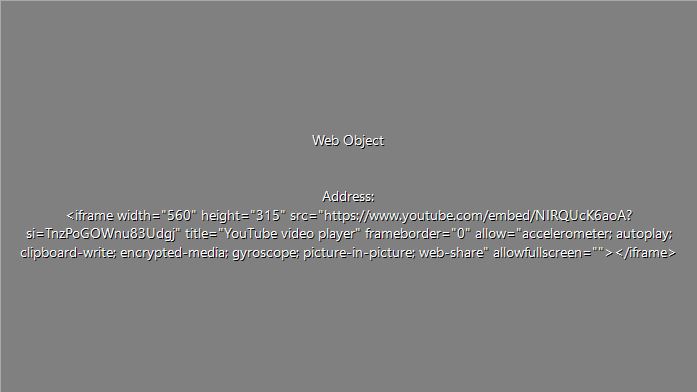 Web Object
Address:
<iframe width="560" height="315" src="https://www.youtube.com/embed/NIRQUcK6aoA?
si=TnzPoGOWnu83Udgj" title="YouTube video player" frameborder="0" allow="accelerometer; autoplay;
clipboard-write; encrypted-media; gyroscope; picture-in-picture; web-share" allowfullscreen=""></iframe>